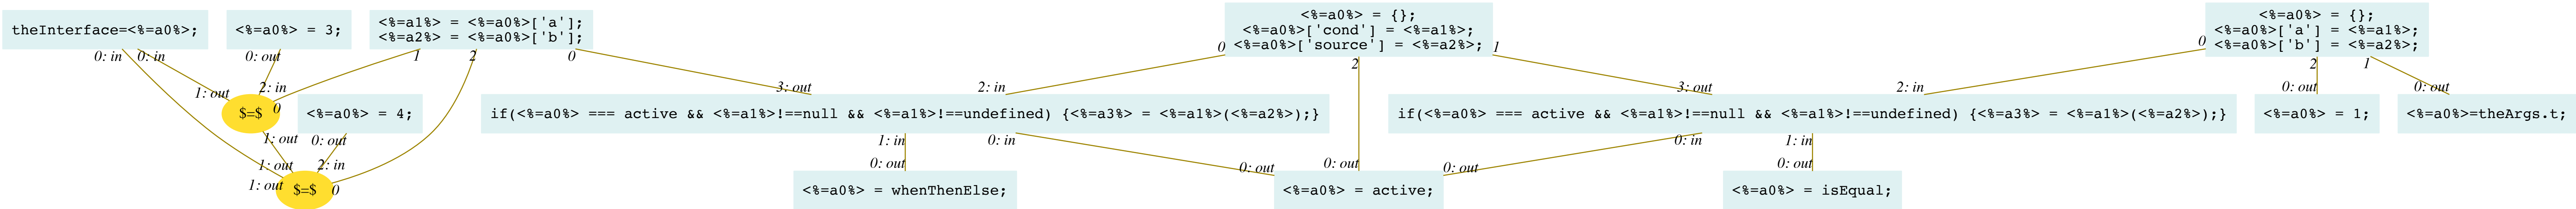 theInterface=<%=a0%>;
<%=a0%> = 3;
<%=a1%> = <%=a0%>['a'];
<%=a2%> = <%=a0%>['b'];
<%=a0%> = {};
<%=a0%>['cond'] = <%=a1%>;
<%=a0%>['source'] = <%=a2%>;
<%=a0%> = {};
<%=a0%>['a'] = <%=a1%>;
<%=a0%>['b'] = <%=a2%>;
0: in
0: in
0: out
1
2
0
0
2
1
0
2
1
1: out
2: in
0
3: out
2: in
3: out
2: in
0: out
0: out
$=$
<%=a0%> = 4;
if(<%=a0%> === active && <%=a1%>!==null && <%=a1%>!==undefined) {<%=a3%> = <%=a1%>(<%=a2%>);}
if(<%=a0%> === active && <%=a1%>!==null && <%=a1%>!==undefined) {<%=a3%> = <%=a1%>(<%=a2%>);}
<%=a0%> = 1;
<%=a0%>=theArgs.t;
1: out
0: out
1: in
0: in
0: in
1: in
1: out
2: in
0: out
0: out
0: out
0: out
0: out
1: out
$=$
0
<%=a0%> = whenThenElse;
<%=a0%> = active;
<%=a0%> = isEqual;